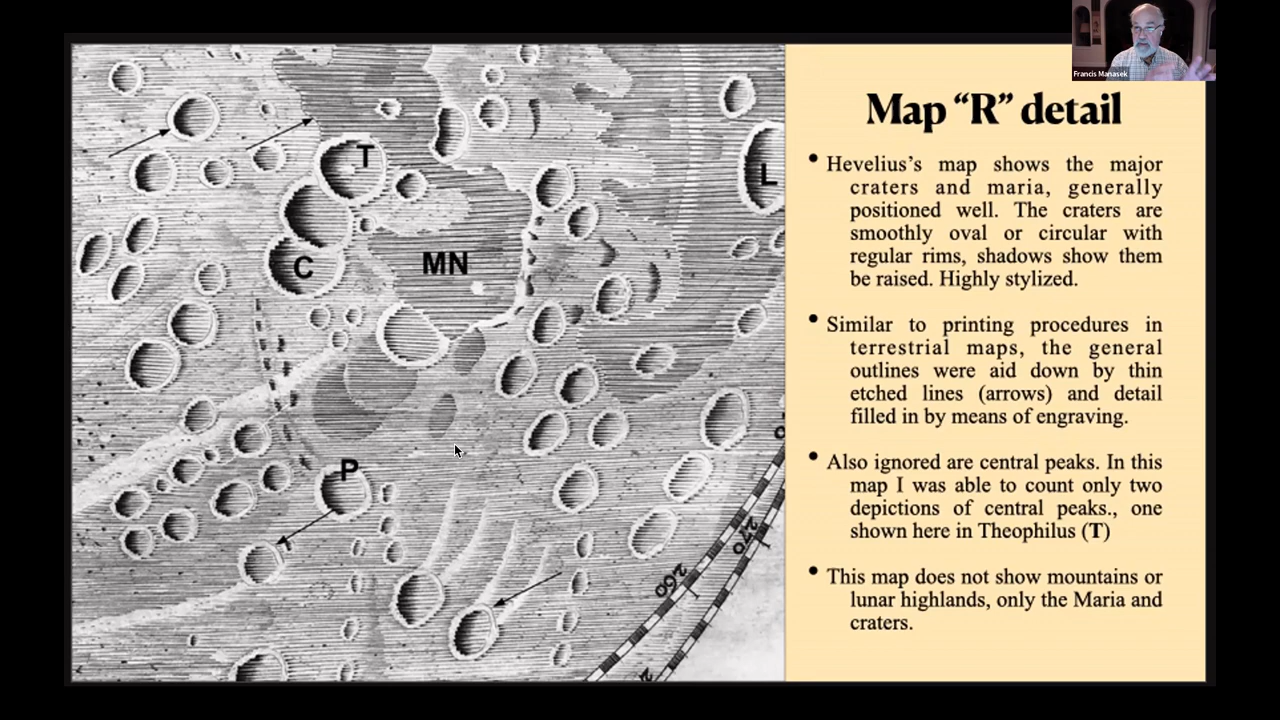 Francis Manasek
Map “R” detail
• Hevelius’s map shows the major
craters and maria, generally
positioned well. The craters are
smoothly oval or circular with
regular rims, shadows show them
be raised. Highly stylized.
• Similar to printing procedures in
terrestrial maps, the general
outlines were aid down by thin
etched lines (arrows) and detail
filled in by means of engraving.
• Also ignored are central peaks. In this
map I was able to count only two
depictions of central peaks., one
shown here in Theophilus (T)
• This map does not show mountains or
lunar highlands, only the Maria and
craters.
T
L
C
MN
P
270
260